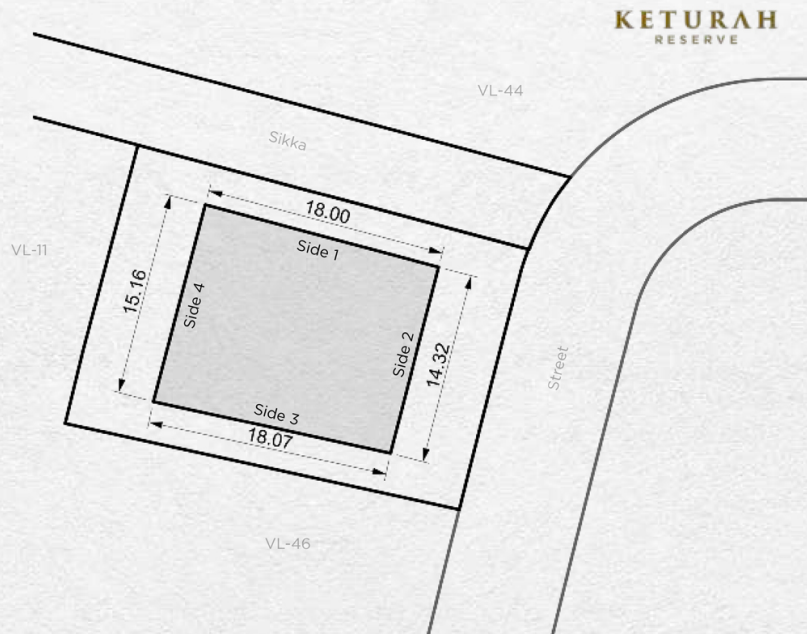 KETURAH
RESERVE
VL-44
Sikka
18.00
Side 1
VL-11
15.16
Side 4
Side 2
14.32
Street
Side 3
18.07
VL-46